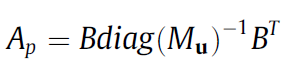 A_p = Bdiag(M_𝐮)^{-1}B^T